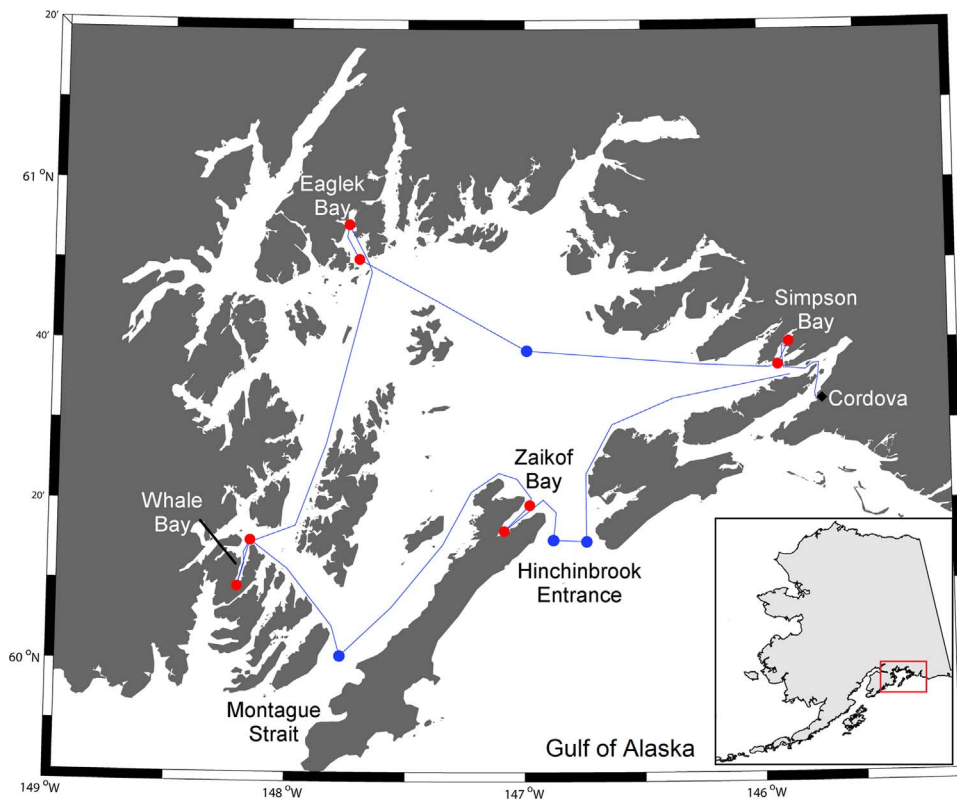 20'
61 °N
Eaglek
Bay
Simpson
Bay
40'
Cordova
Zaikof
Bay
Whale
Bay
20'
Hinchinbrook
Entrance
60 °N
Montague
Strait
Gulf of Alaska
149 °W
148 °W
147 °W
146 °W